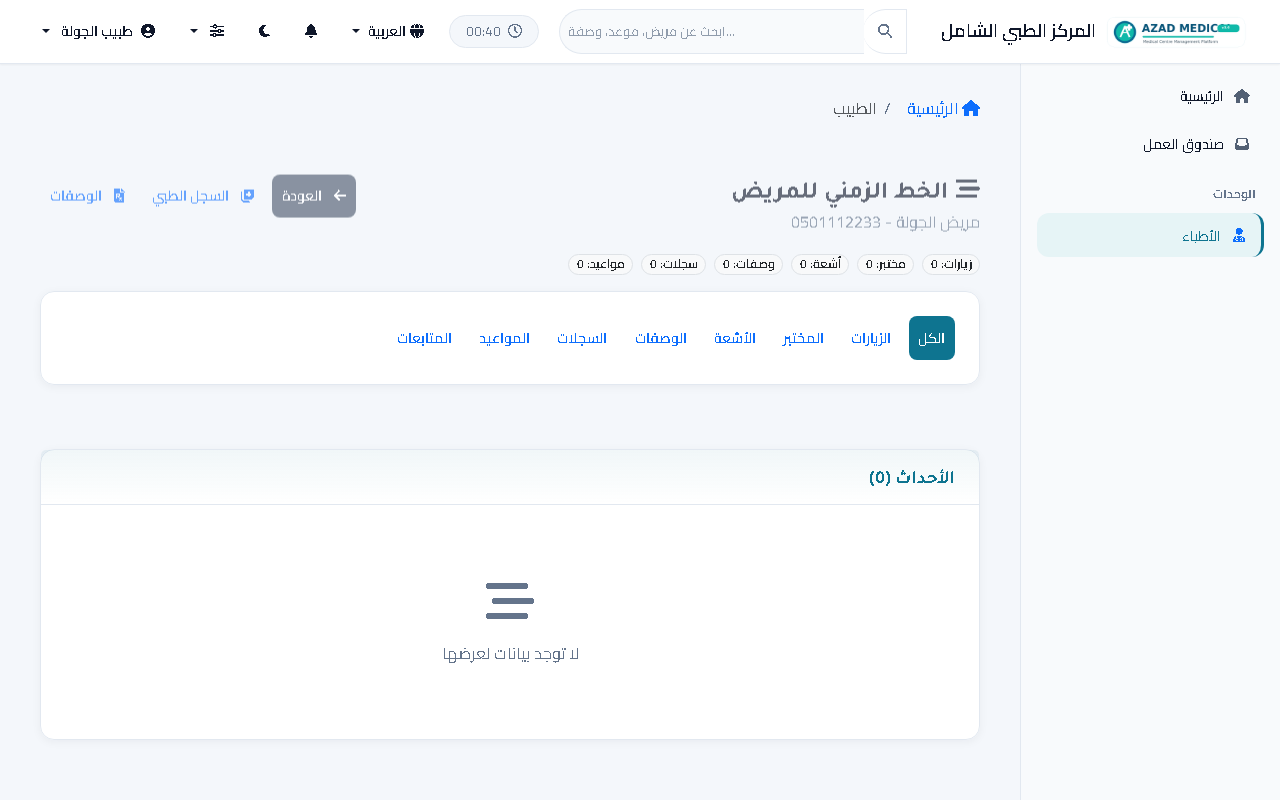 AZAD MEDIC
Medical Centre Management Platform
المركز الطبي الشامل
ابحث عن مريض، موعد، وصفة...
00:40
العربية
طبيب الجولة
الرئيسية
صندوق العمل
الوحدات
الأطباء
الرئيسية / الطبيب
الخط الزمني للمريض
مريض الجولة - 0501112233
العودة
السجل الطبي
الوصفات
زيارات: 0
مختبر: 0
أشعة: 0
وصفات: 0
سجلات: 0
مواعيد: 0
الكل
الزيارات
المختبر
الأشعة
الوصفات
السجلات
المواعيد
المتابعات
الأحداث (0)
لا توجد بيانات لعرضها